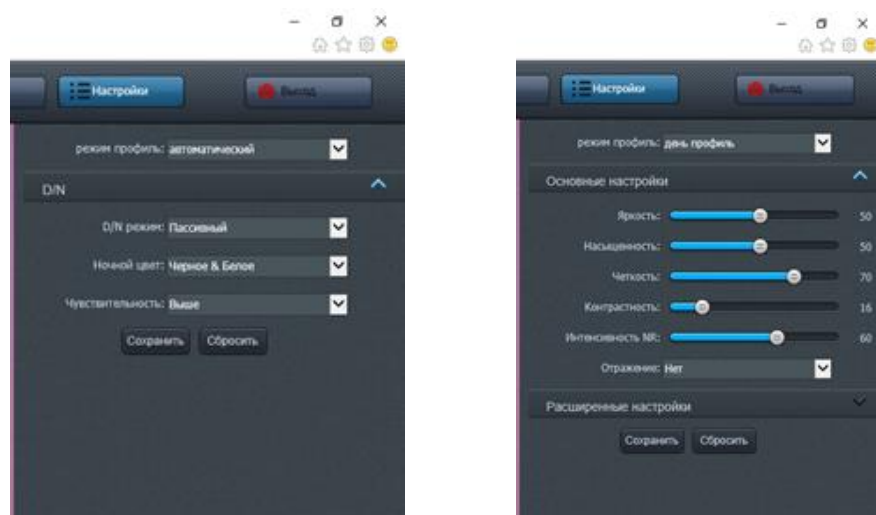 Настройки
Выход
режим профиль: автоматический
D/N
D/N режим: Пассивный
Ночной цвет: Черное & Белое
Чувствительность: Выше
Сохранить Сбросить
Настройки
Выход
режим профиль: день профиль
Основные настройки
Яркость: 50
Насыщенность: 50
Четкость: 70
Контрастность: 16
Интенсивность NR: 60
Отражение: Нет
Расширенные настройки
Сохранить Сбросить